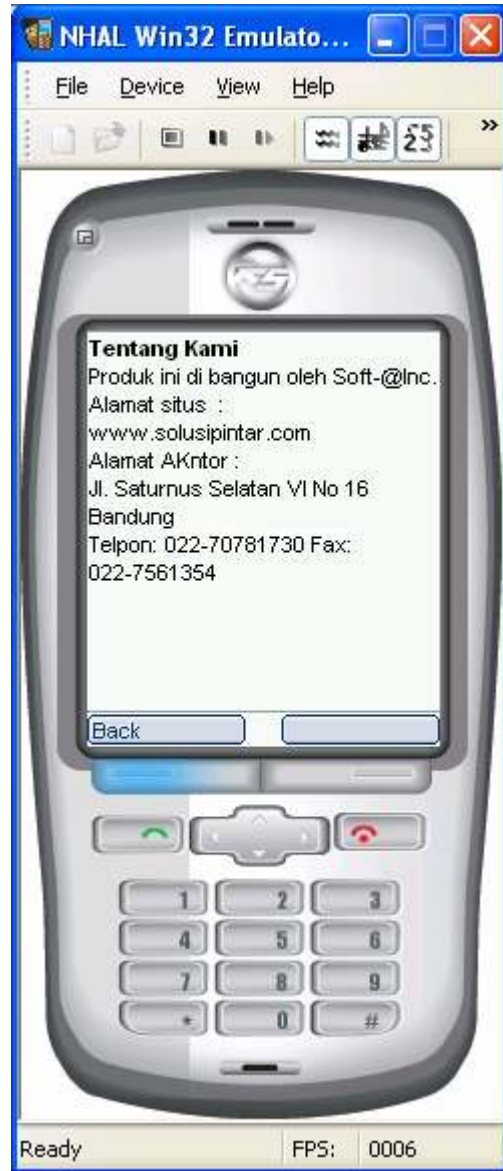 NHAL Win32 Emulato...
File Device View Help
Tentang Kami
Produk ini di bangun oleh Soft-@Inc.
Alamat situs :
www.solusipintar.com
Alamat AKntor :
Jl. Saturnus Selatan VI No 16
Bandung
Telpon: 022-70781730 Fax:
022-7561354
Back
1 2 3
4 5 6
7 8 9
* 0 #
Ready FPS: 0006